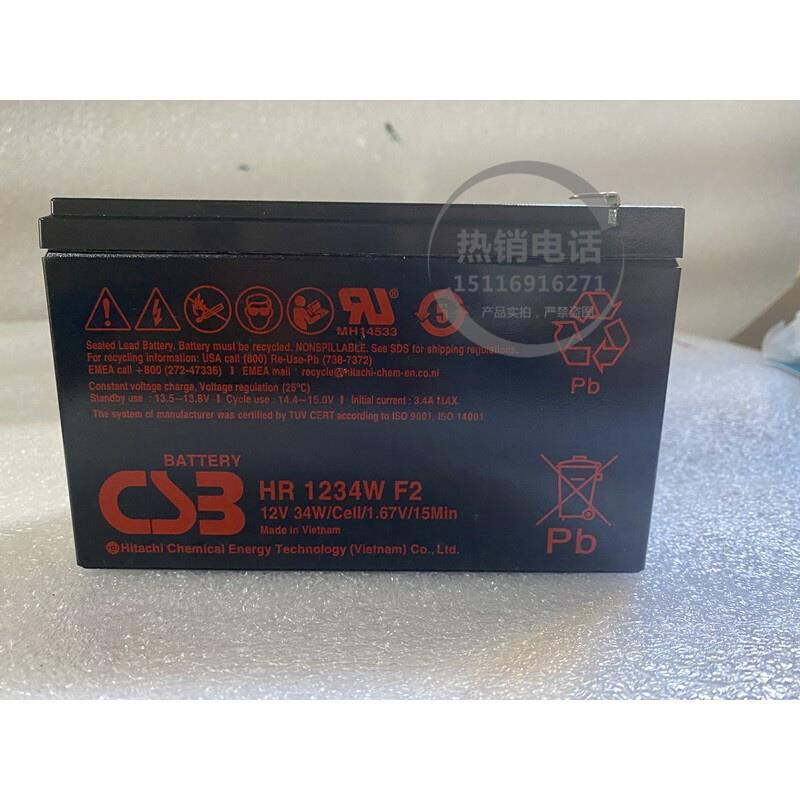 热销电话
15116916271
产品实拍，严禁盗图
RU
MH14533
5
Sealed Lead Battery. Battery must be recycled. NONSPILLABLE. See SDS for shipping regulations.
For recycling information: USA call (800) Re-Use-Pb (738-7372)
EMEA call +800 (272-47336) | EMEA mail : recycle@hitachi-chem-en.co.nl
Pb
Constant voltage charge, Voltage regulation (25°C)
Standby use : 13.5~13.8V | Cycle use : 14.4~15.0V | Initial current : 3.4A MAX.
The system of manufacturer was certified by TUV CERT according to ISO 9001, ISO 14001
BATTERY
CSB
HR 1234W F2
12V 34W/Cell/1.67V/15Min
Made in Vietnam
Hitachi Chemical Energy Technology (Vietnam) Co., Ltd.
Pb